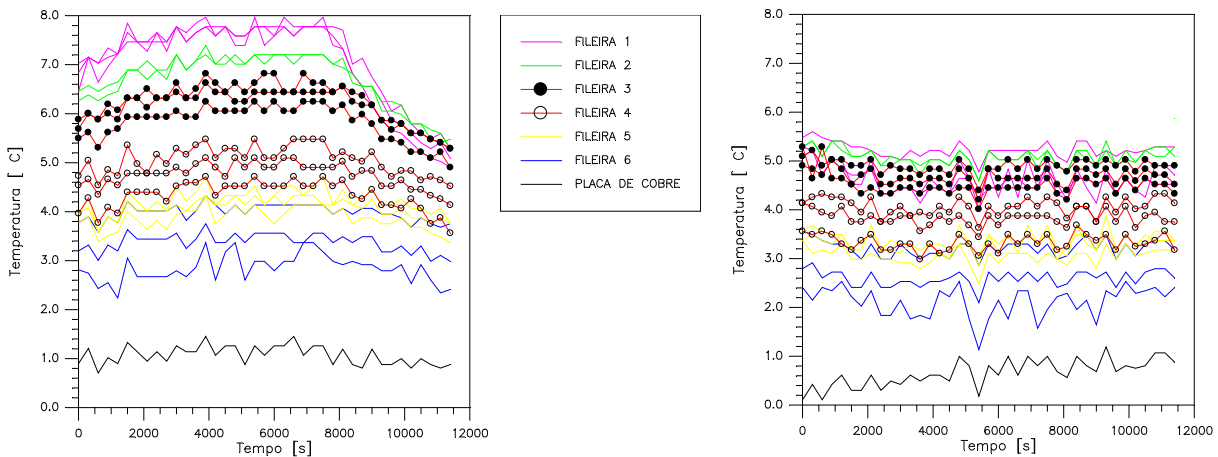 8.0
7.0
6.0
5.0
4.0
3.0
2.0
1.0
0.0
Temperatura [ C]
0 2000 4000 6000 8000 10000 12000
Tempo [s]
FILEIRA 1
FILEIRA 2
FILEIRA 3
FILEIRA 4
FILEIRA 5
FILEIRA 6
PLACA DE COBRE
8.0
7.0
6.0
5.0
4.0
3.0
2.0
1.0
0.0
Temperatura [ C]
0 2000 4000 6000 8000 10000 12000
Tempo [s]